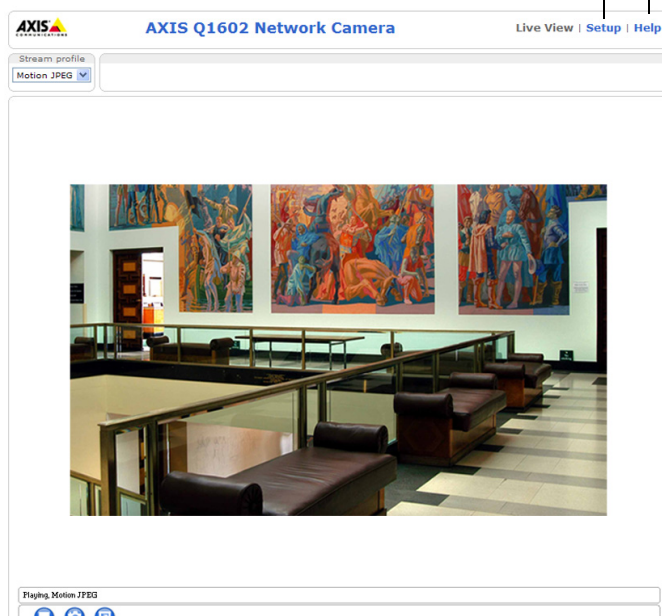 AXIS
COMMUNICATIONS
AXIS Q1602 Network Camera
Live View | Setup | Help
Stream profile
Motion JPEG
Playing, Motion JPEG